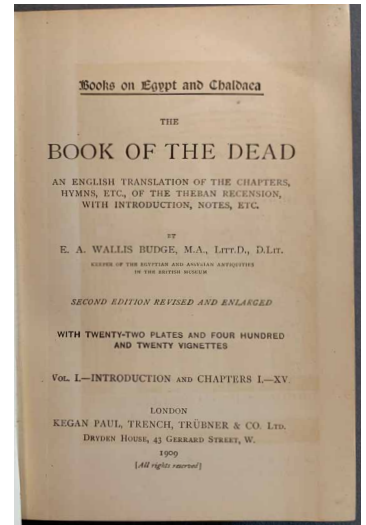 Books on Egypt and Chaldaea
THE
BOOK OF THE DEAD
AN ENGLISH TRANSLATION OF THE CHAPTERS,
HYMNS, ETC., OF THE THEBAN RECENSION,
WITH INTRODUCTION, NOTES, ETC.
BY
E. A. WALLIS BUDGE, M.A., LITT.D., D.LIT.
KEEPER OF THE EGYPTIAN AND ASSYRIAN ANTIQUITIES
IN THE BRITISH MUSEUM
SECOND EDITION REVISED AND ENLARGED
WITH TWENTY-TWO PLATES AND FOUR HUNDRED
AND TWENTY VIGNETTES
VOL. I.—INTRODUCTION AND CHAPTERS I.—XV.
LONDON
KEGAN PAUL, TRENCH, TRÜBNER & CO. LTD.
DRYDEN HOUSE, 43 GERRARD STREET, W.
1909
[All rights reserved]